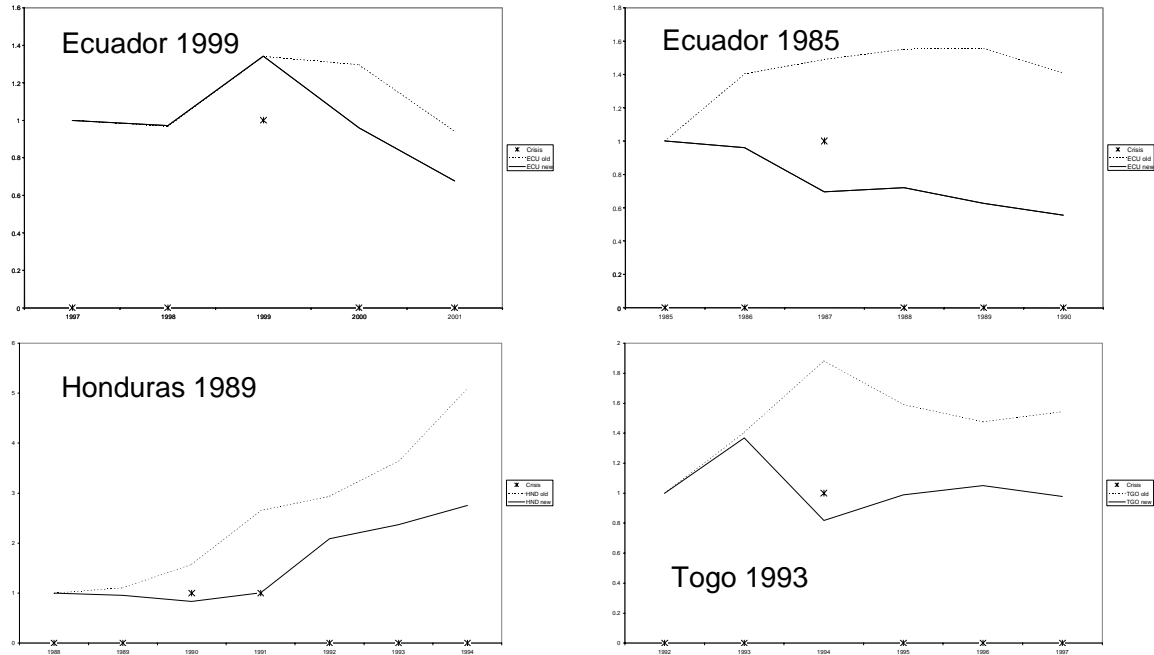 1.6
1.4
1.2
1
0.8
0.6
0.4
0.2
0
Ecuador 1999
1997 1998 1999 2000 2001
Crisis
ECU old
ECU new
1.8
1.6
1.4
1.2
1
0.8
0.6
0.4
0.2
0
Ecuador 1985
1985 1986 1987 1988 1989 1990
Crisis
ECU old
ECU new
6
5
4
3
2
1
0
Honduras 1989
1988 1989 1990 1991 1992 1993 1994
Crisis
HND old
HND new
2
1.8
1.6
1.4
1.2
1
0.8
0.6
0.4
0.2
0
Togo 1993
1992 1993 1994 1995 1996 1997
Crisis
TGO old
TGO new